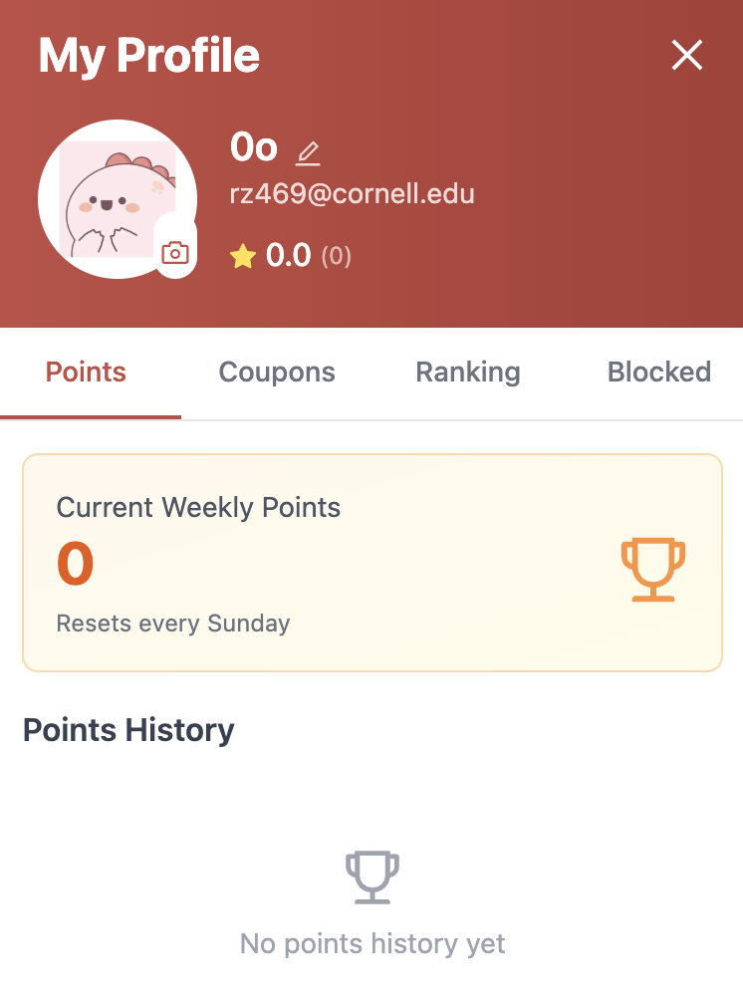 My Profile
0o
rz469@cornell.edu
0.0 (0)
Points Coupons Ranking Blocked
Current Weekly Points
0
Resets every Sunday
Points History
No points history yet